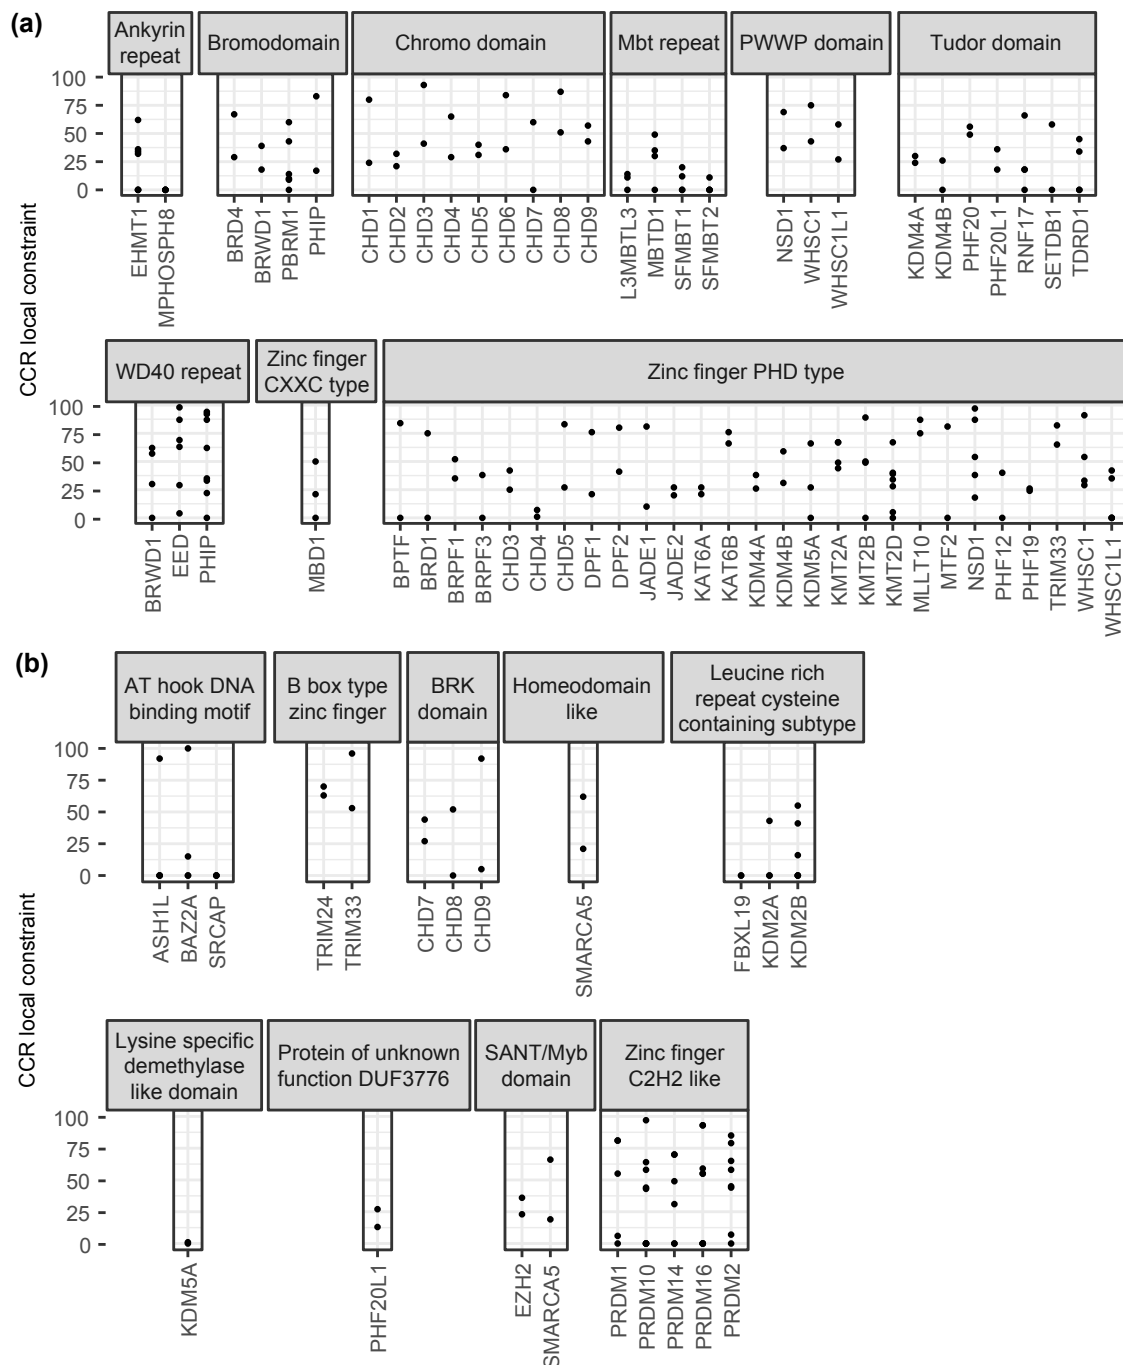 (a)
Ankyrin
repeat
Bromodomain
Chromo domain
Mbt repeat
PWWP domain
Tudor domain
CCR local constraint
100
75
50
25
0
EHMT1
MPHOSPH8
BRD4
BRWD1
PBRM1
PHIP
CHD1
CHD2
CHD3
CHD4
CHD5
CHD6
CHD7
CHD8
CHD9
L3MBTL3
MBTD1
SFMBT1
SFMBT2
NSD1
WHSC1
WHSC1L1
KDM4A
KDM4B
PHF20
PHF20L1
RNF17
SETDB1
TDRD1
WD40 repeat
Zinc finger
CXXC type
Zinc finger PHD type
100
75
50
25
0
BRWD1
EED
PHIP
MBD1
BPTF
BRD1
BRPF1
BRPF3
CHD3
CHD4
CHD5
DPF1
DPF2
JADE1
JADE2
KAT6A
KAT6B
KDM4A
KDM4B
KDM5A
KMT2A
KMT2B
KMT2D
MLLT10
MTF2
NSD1
PHF12
PHF19
TRIM33
WHSC1
WHSC1L1
(b)
AT hook DNA
binding motif
B box type
zinc finger
BRK
domain
Homeodomain
like
Leucine rich
repeat cysteine
containing subtype
CCR local constraint
100
75
50
25
0
ASH1L
BAZ2A
SRCAP
TRIM24
TRIM33
CHD7
CHD8
CHD9
SMARCA5
FBXL19
KDM2A
KDM2B
Lysine specific
demethylase
like domain
Protein of unknown
function DUF3776
SANT/Myb
domain
Zinc finger
C2H2 like
100
75
50
25
0
KDM5A
PHF20L1
EZH2
SMARCA5
PRDM1
PRDM10
PRDM14
PRDM16
PRDM2